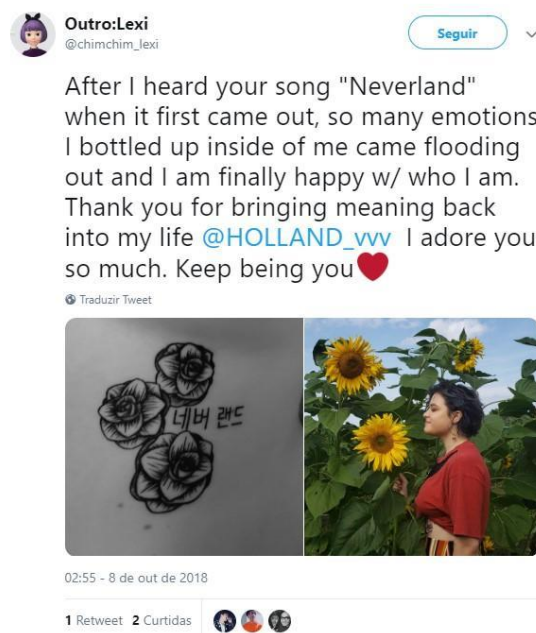 Outro:Lexi
Seguir
@chimchim_lexi
After I heard your song "Neverland"
when it first came out, so many emotions
I bottled up inside of me came flooding
out and I am finally happy w/ who I am.
Thank you for bringing meaning back
into my life @HOLLAND_vvv I adore you
so much. Keep being you❤
Traduzir Tweet
네버 랜드
02:55 - 8 de out de 2018
1 Retweet 2 Curtidas